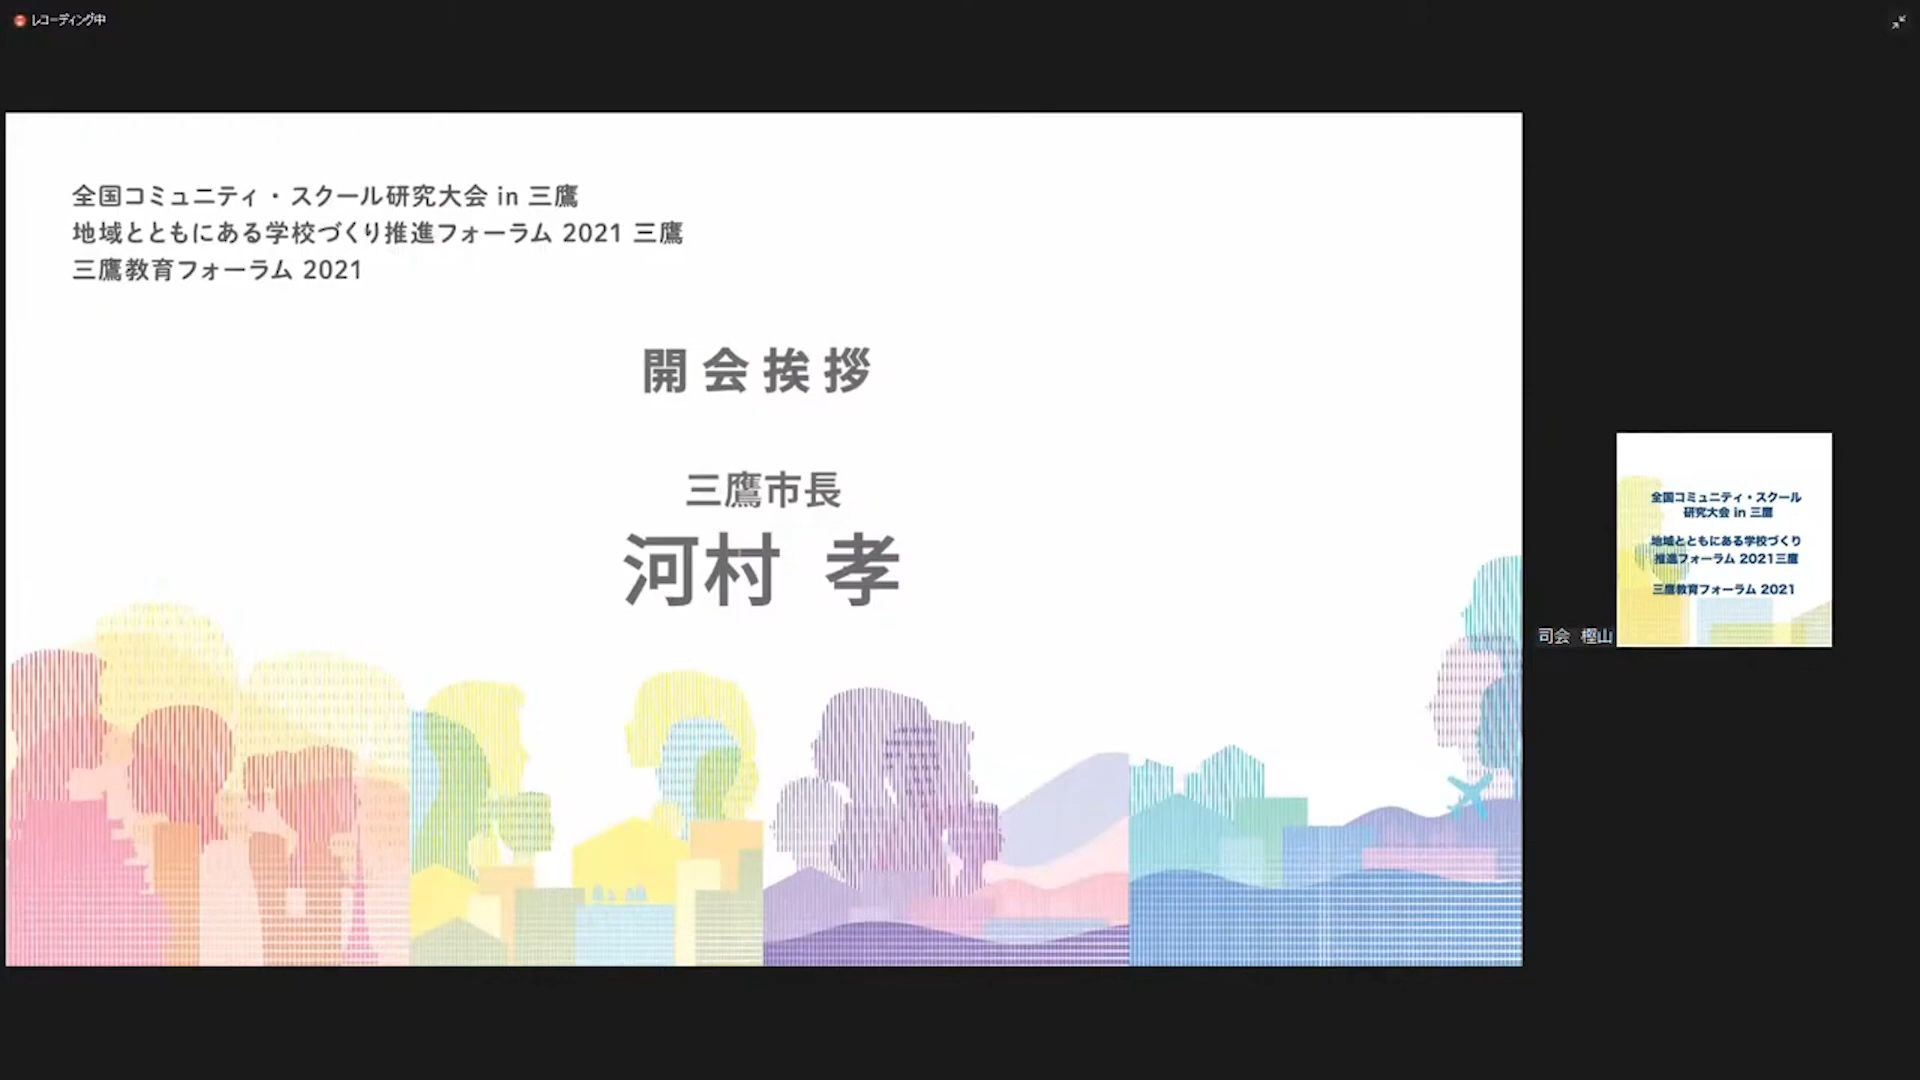 レコーディング中
全国コミュニティ・スクール研究大会 in 三鷹
地域とともにある学校づくり推進フォーラム 2021 三鷹
三鷹教育フォーラム 2021
開会挨拶
三鷹市長
河村 孝
全国コミュニティ・スクール
研究大会 in 三鷹
地域とともにある学校づくり
推進フォーラム 2021三鷹
三鷹教育フォーラム 2021
司会 樫山